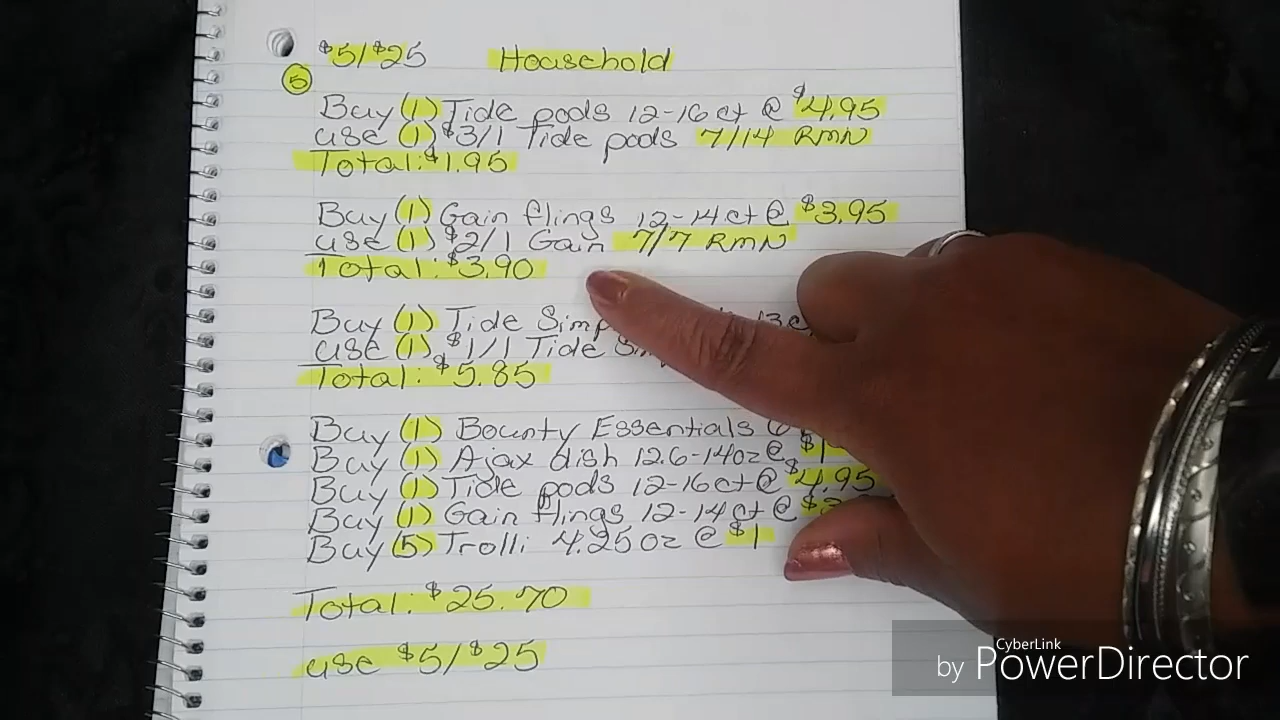 $5/$25 Household
5
Buy (1) Tide pods 12-16 ct @ $4.95
use (1) $3/1 Tide pods 7/14 RMN
Total: $1.95
Buy (1) Gain flings 12-14 ct @ $3.95
use (1) $2/1 Gain 7/7 RMN
Total: $3.90
Buy (1) Tide
use (1) $1/1 Tide
Total: $5.85
Buy (1) Bounty Essentials
Buy (1) Ajax dish 12.6-14oz @
Buy (1) Tide pods 12-16 ct @ $4.95
Buy (1) Gain flings 12-14 ct @
Buy (5) Trolli 4.25 oz @ $1
Total: $25.70
use $5/$25
CyberLink
by PowerDirector